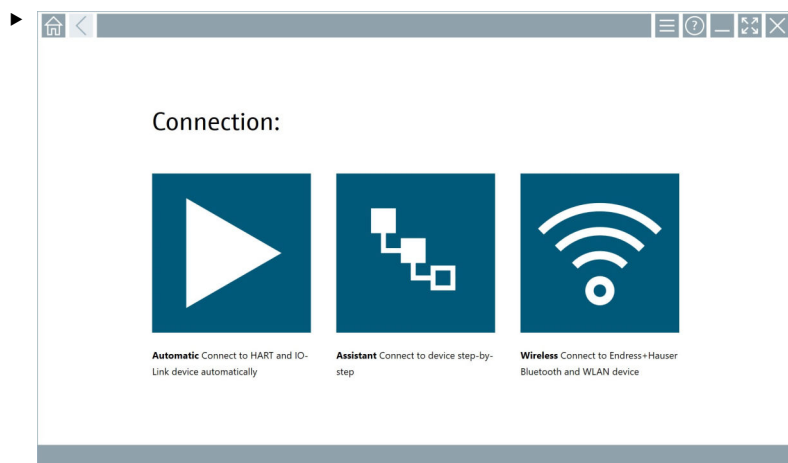 Connection:
Automatic Connect to HART and IO-
Link device automatically
Assistant Connect to device step-by-
step
Wireless Connect to Endress+Hauser
Bluetooth and WLAN device